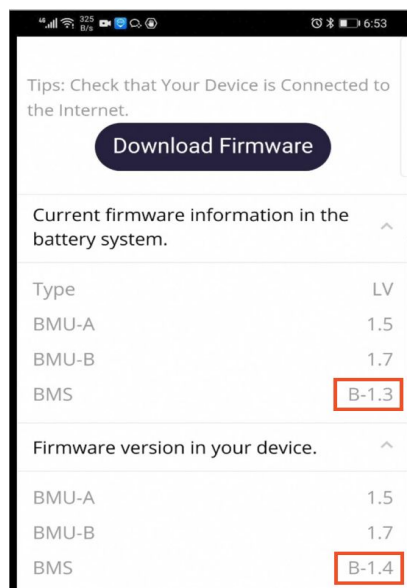 46 325 B/s 6:53
Tips: Check that Your Device is Connected to
the Internet.
Download Firmware
Current firmware information in the
battery system.
Type LV
BMU-A 1.5
BMU-B 1.7
BMS B-1.3
Firmware version in your device.
BMU-A 1.5
BMU-B 1.7
BMS B-1.4